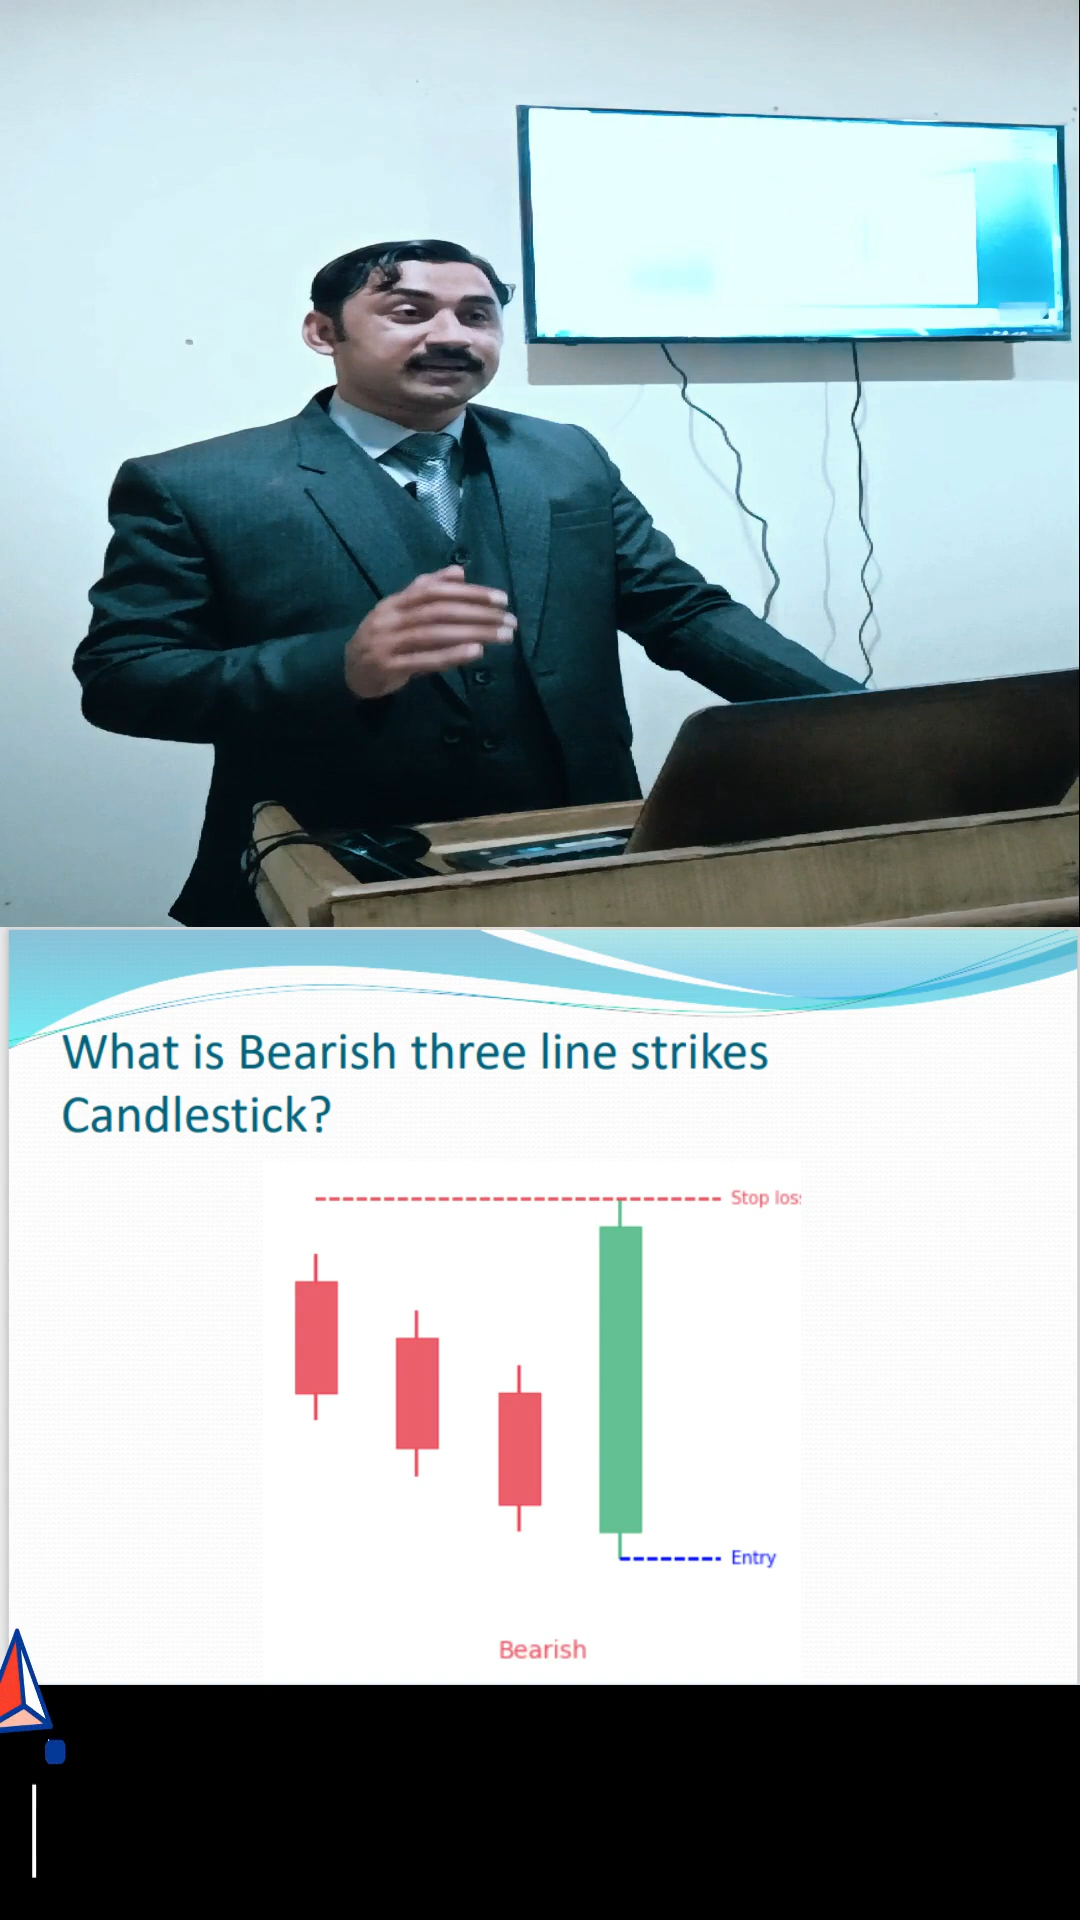 What is Bearish three line strikes
Candlestick?
Stop los
Entry
Bearish